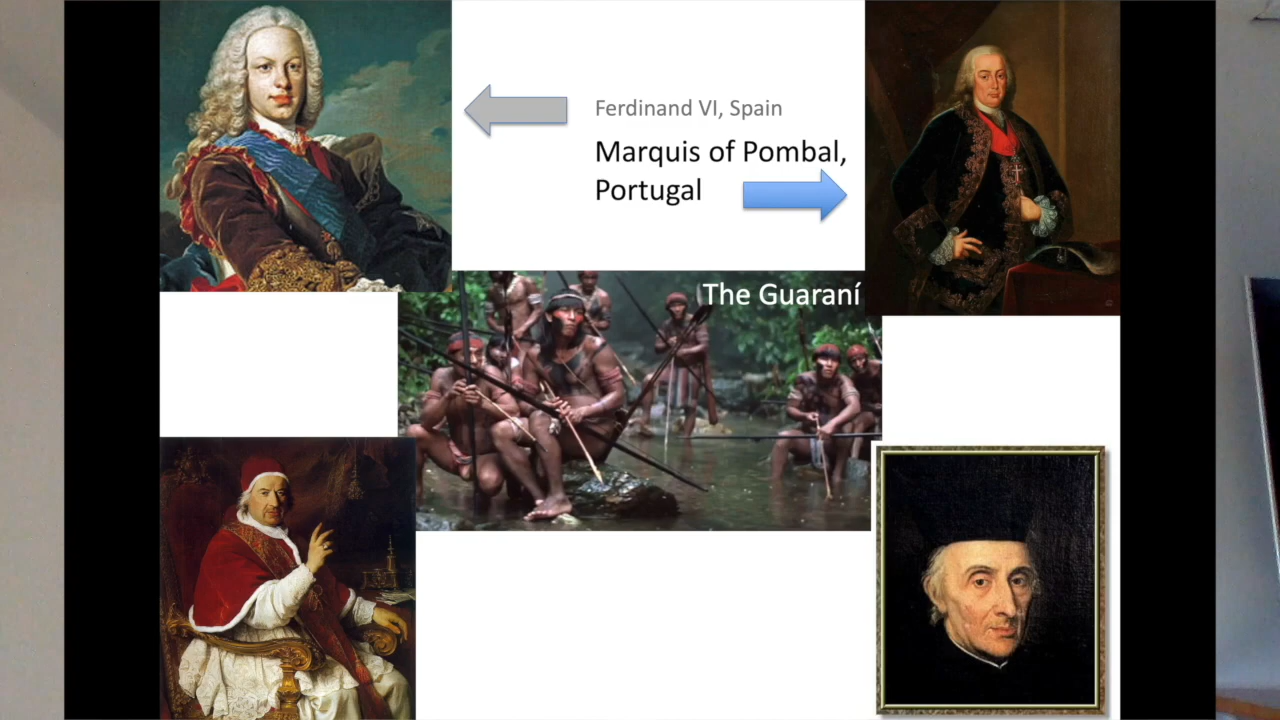 Ferdinand VI, Spain
Marquis of Pombal,
Portugal
The Guaraní